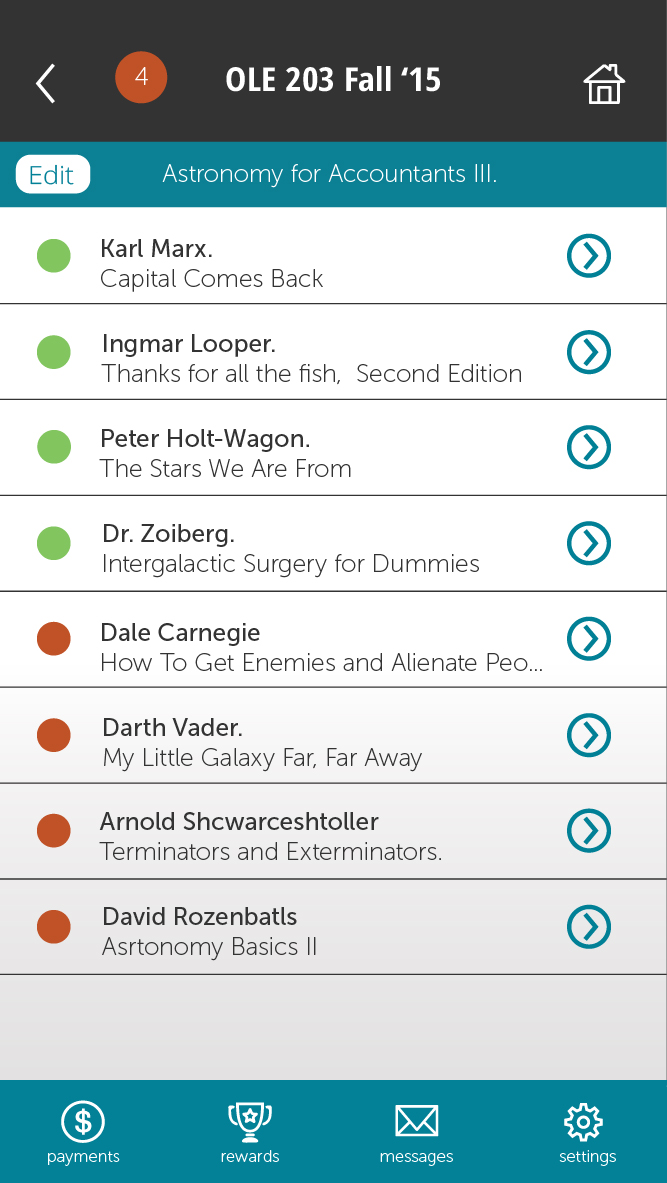 4
OLE 203 Fall ‘15
Edit
Astronomy for Accountants III.
Karl Marx.
Capital Comes Back
Ingmar Looper.
Thanks for all the fish,  Second Edition
Peter Holt-Wagon.
The Stars We Are From
Dr. Zoiberg.
Intergalactic Surgery for Dummies
Dale Carnegie
How To Get Enemies and Alienate Peo...
Darth Vader.
My Little Galaxy Far, Far Away
Arnold Shcwarceshtoller
Terminators and Exterminators.
David Rozenbatls
Asrtonomy Basics II
$
payments
rewards
messages
settings